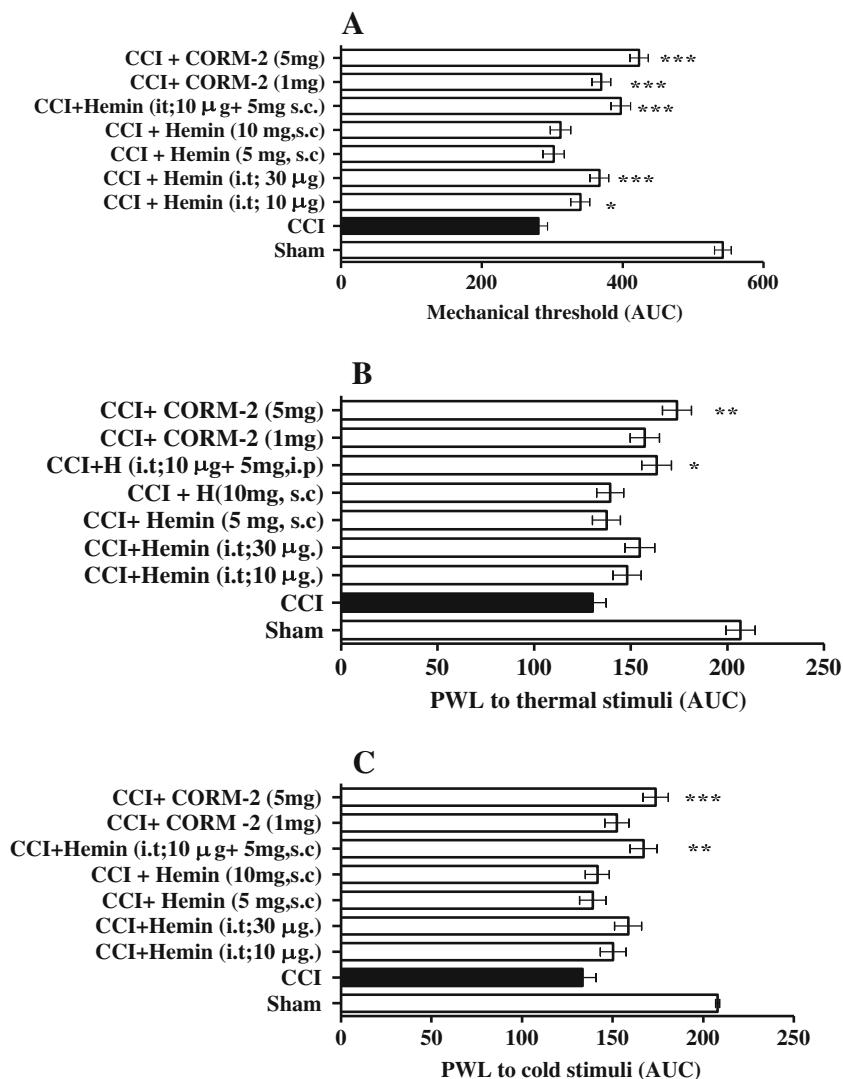 A
CCI + CORM-2 (5mg)
***
CCI+ CORM-2 (1mg)
***
CCI+Hemin (it;10 μg+ 5mg s.c.)
***
CCI + Hemin (10 mg,s.c)
CCI + Hemin (5 mg, s.c)
CCI + Hemin (i.t; 30 μg)
***
CCI + Hemin (i.t; 10 μg)
*
CCI
Sham
0 200 400 600
Mechanical threshold (AUC)
B
CCI+ CORM-2 (5mg)
**
CCI+ CORM-2 (1mg)
CCI+H (i.t;10 μg+ 5mg,i.p)
*
CCI + H(10mg, s.c)
CCI+ Hemin (5 mg, s.c)
CCI+Hemin (i.t;30 μg.)
CCI+Hemin (i.t;10 μg.)
CCI
Sham
0 50 100 150 200 250
PWL to thermal stimuli (AUC)
C
CCI+ CORM-2 (5mg)
***
CCI+ CORM -2 (1mg)
CCI+Hemin (i.t;10 μg+ 5mg,s.c)
**
CCI + Hemin (10mg,s.c)
CCI+ Hemin (5 mg,s.c)
CCI+Hemin (i.t;30 μg.)
CCI+Hemin (i.t;10 μg.)
CCI
Sham
0 50 100 150 200 250
PWL to cold stimuli (AUC)